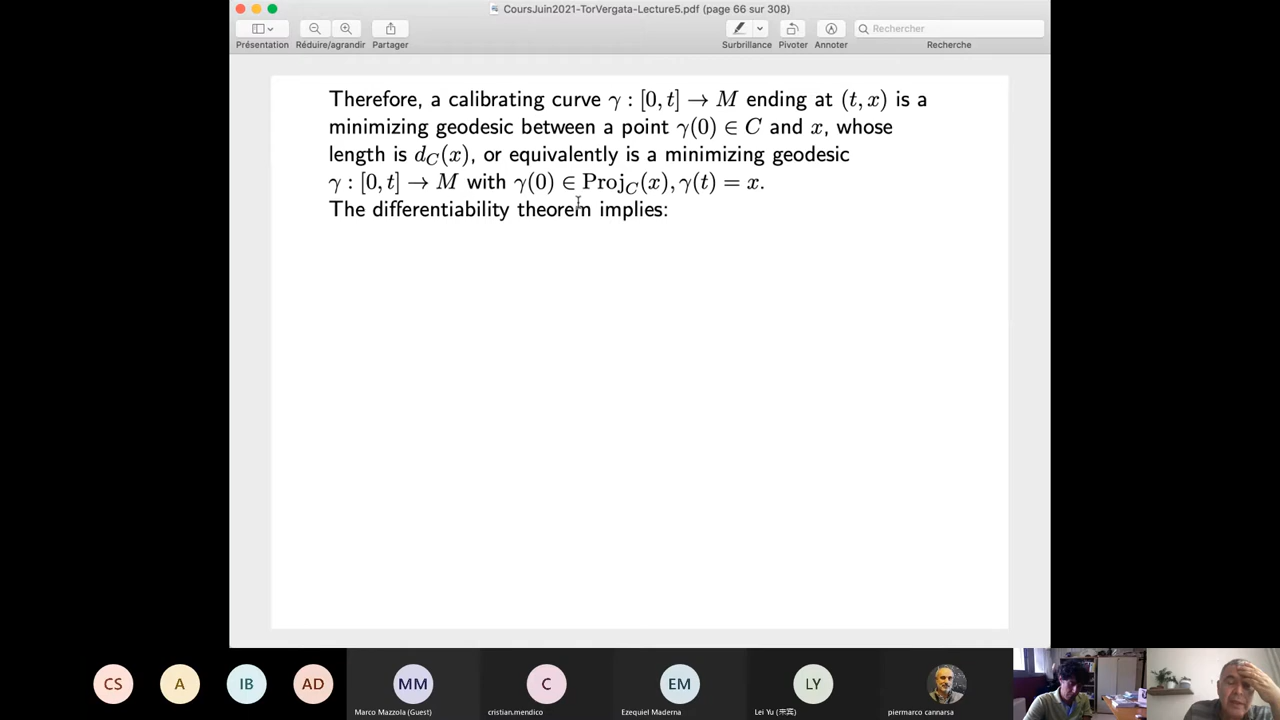 CoursJuin2021-TorVergata-Lecture5.pdf (page 66 sur 308)
Présentation
Réduire/agrandir
Partager
Surbrillance
Pivoter
Annoter
Recherche
Recherche
Therefore, a calibrating curve γ : [0, t] → M ending at (t, x) is a
minimizing geodesic between a point γ(0) ∈ C and x, whose
length is d_C(x), or equivalently is a minimizing geodesic
γ : [0, t] → M with γ(0) ∈ Proj_C(x), γ(t) = x.
The differentiability theorem implies:
CS
A
IB
AD
MM
C
EM
LY
Marco Mazzola (Guest)
cristian.mendico
Ezequiel Maderna
Lei Yu (宋宾)
piermarco cannarsa